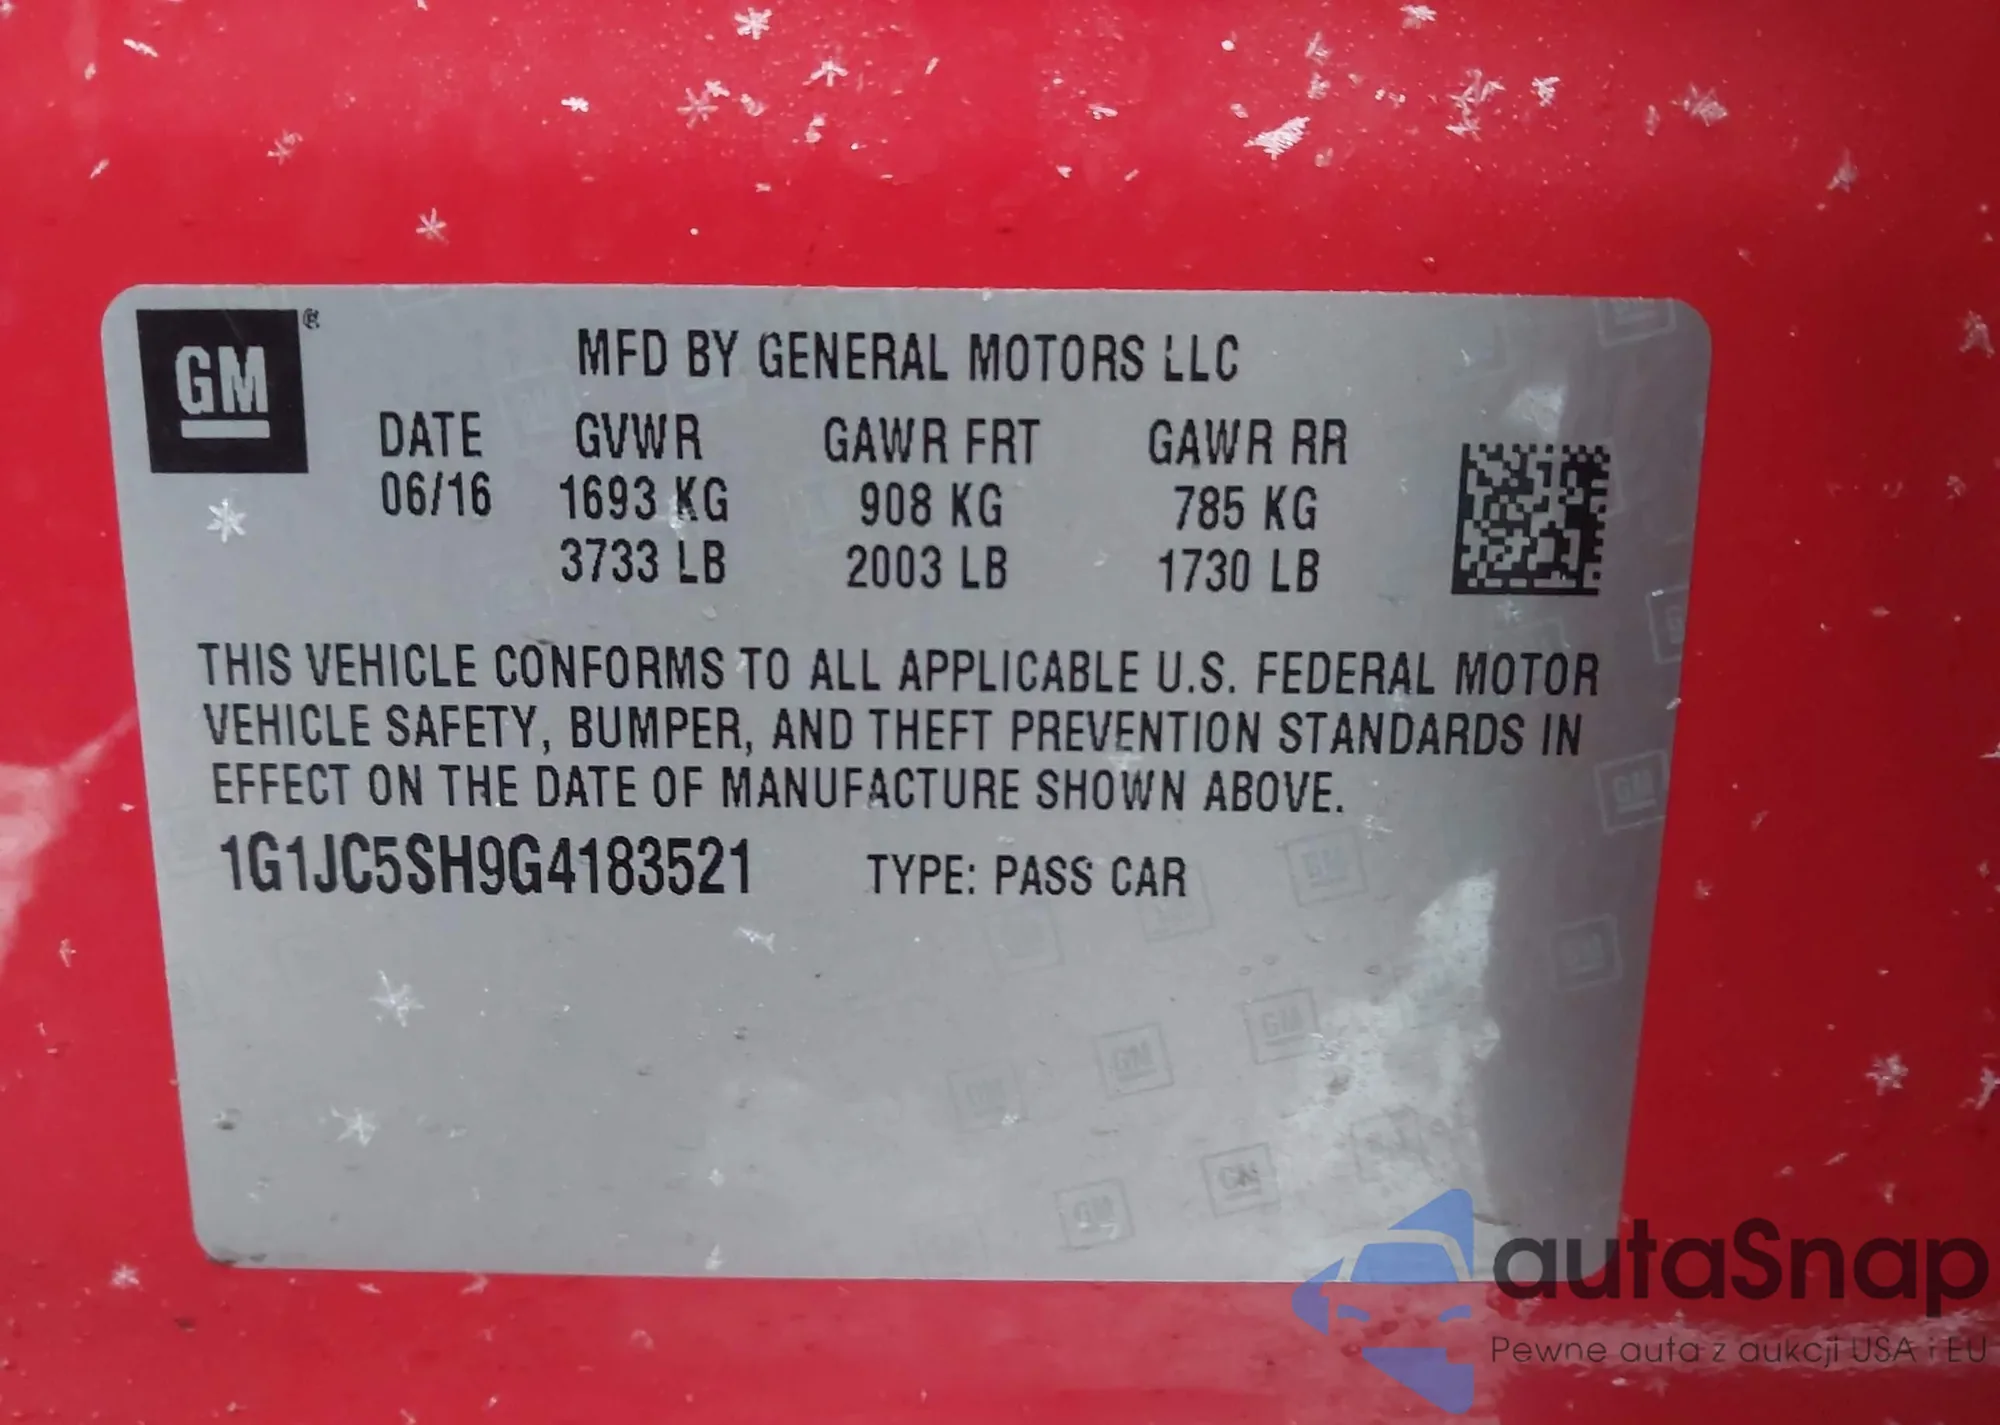 GM ®
MFD BY GENERAL MOTORS LLC
DATE GVWR GAWR FRT GAWR RR
06/16 1693 KG 908 KG 785 KG
3733 LB 2003 LB 1730 LB
THIS VEHICLE CONFORMS TO ALL APPLICABLE U.S. FEDERAL MOTOR
VEHICLE SAFETY, BUMPER, AND THEFT PREVENTION STANDARDS IN
EFFECT ON THE DATE OF MANUFACTURE SHOWN ABOVE.
1G1JC5SH9G4183521 TYPE: PASS CAR
autaSnap
Pewne auta z aukcji USA i EU